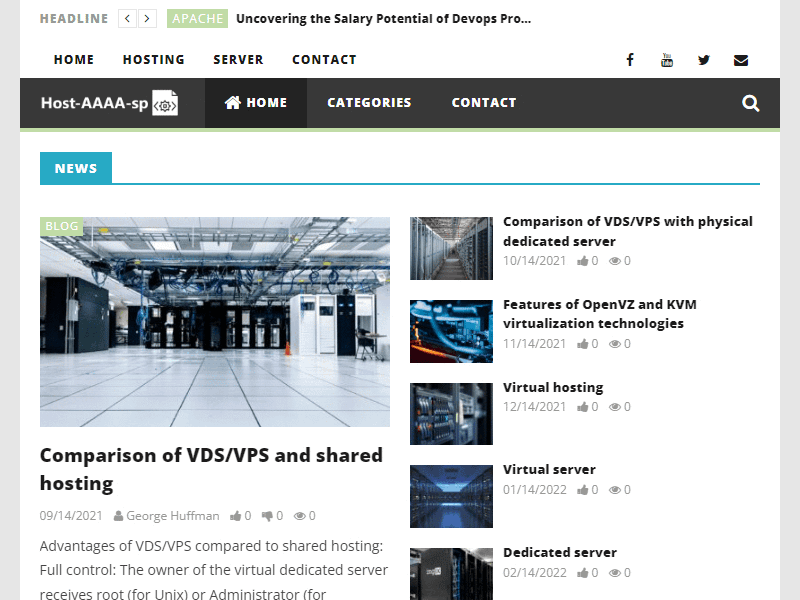 HEADLINE
APACHE
Uncovering the Salary Potential of Devops Pro...
HOME HOSTING SERVER CONTACT
You Tube
Host-AAAA-sp
HOME CATEGORIES CONTACT
NEWS
BLOG
Comparison of VDS/VPS and shared
hosting
09/14/2021 George Huffman 0 0 0
Advantages of VDS/VPS compared to shared hosting:
Full control: The owner of the virtual dedicated server
receives root (for Unix) or Administrator (for
Comparison of VDS/VPS with physical
dedicated server
10/14/2021 0 0
Features of OpenVZ and KVM
virtualization technologies
11/14/2021 0 0
Virtual hosting
12/14/2021 0 0
Virtual server
01/14/2022 0 0
Dedicated server
02/14/2022 0 0